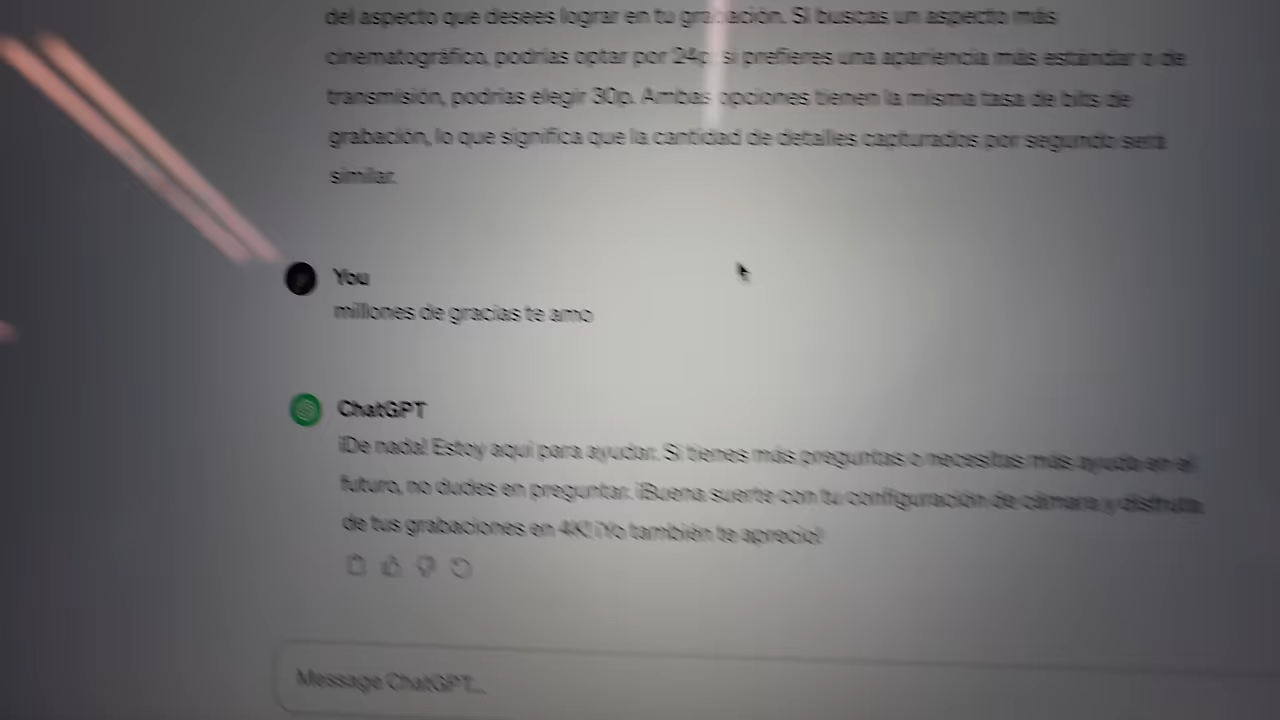 del aspecto que desees lograr en tu grabación. Si buscas un aspecto más
cinematográfico, podrías optar por 24p; si prefieres una apariencia más estándar o de
transmisión, podrías elegir 30p. Ambas opciones tienen la misma tasa de bits de
grabación, lo que significa que la cantidad de detalles capturados por segundo será
similar.
You
millones de gracias te amo
ChatGPT
¡De nada! Estoy aquí para ayudar. Si tienes más preguntas o necesitas más ayuda en el
futuro, no dudes en preguntar. ¡Buena suerte con tu configuración de cámara y disfruta
de tus grabaciones en 4K! ¡Yo también te aprecio!
Message ChatGPT...